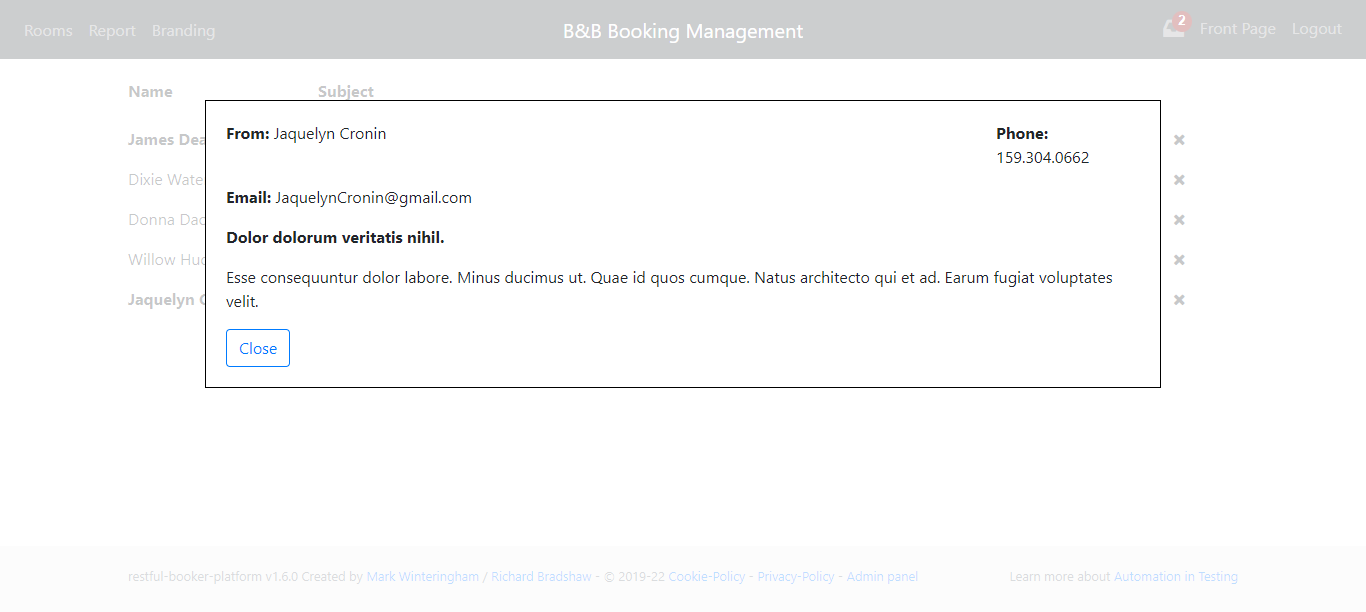 Rooms Report Branding B&B Booking Management 2 Front Page Logout
Name Subject
From: Jaquelyn Cronin Phone:
159.304.0662
James Dea
Dixie Wate
Email: JaquelynCronin@gmail.com
Donna Dad
Dolor dolorum veritatis nihil.
Willow Hud
Esse consequuntur dolor labore. Minus ducimus ut. Quae id quos cumque. Natus architecto qui et ad. Earum fugiat voluptates
velit.
Jaquelyn C
Close
restful-booker-platform v1.6.0 Created by Mark Winteringham / Richard Bradshaw - © 2019-22 Cookie-Policy - Privacy-Policy - Admin panel Learn more about Automation in Testing